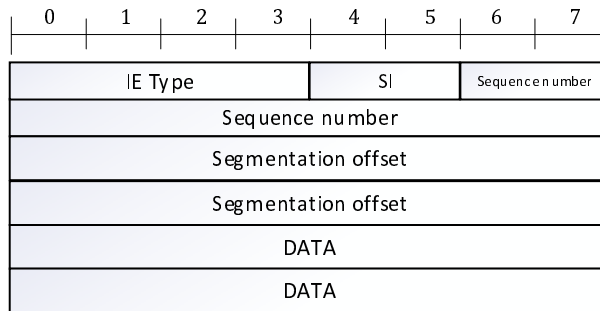 0 1 2 3 4 5 6 7
IE Type SI Sequence number
Sequence number
Segmentation offset
Segmentation offset
DATA
DATA